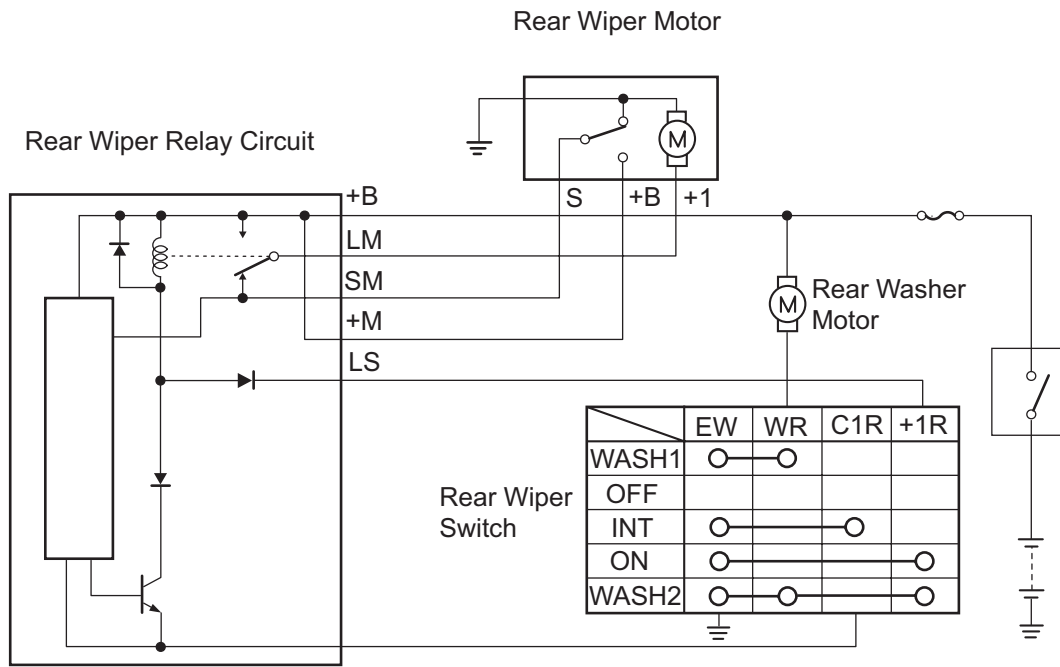 Rear Wiper Motor
M
Rear Wiper Relay Circuit
S +B +1
+B
LM
SM
+M
LS
M
Rear Washer
Motor
EW WR C1R +1R
WASH1
OFF
INT
ON
WASH2
Rear Wiper
Switch